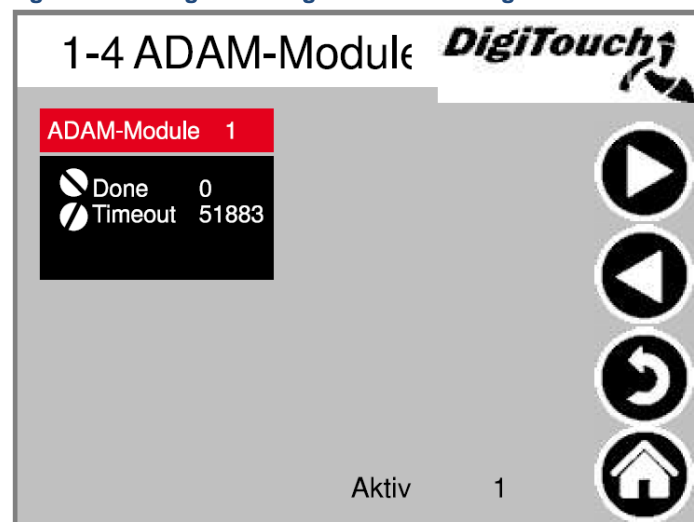 1-4 ADAM-Module
DigiTouch
ADAM-Module 1
Done 0
Timeout 51883
Aktiv 1